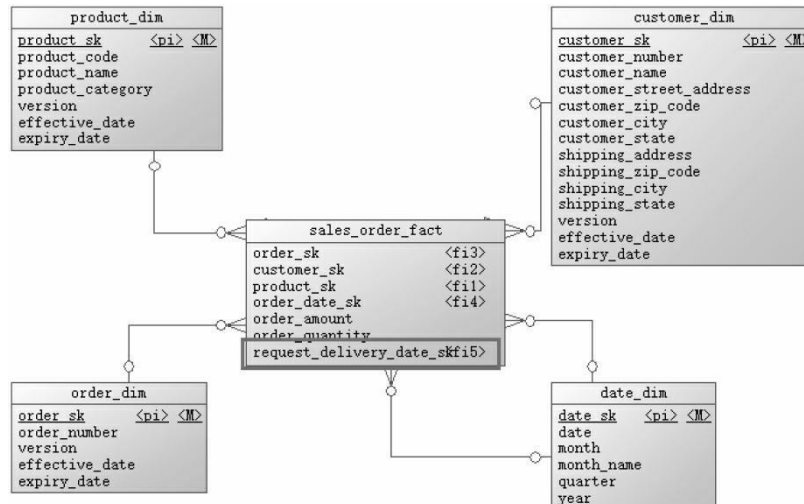 product_dim
product_sk <pi> <M>
product_code
product_name
product_category
version
effective_date
expiry_date
customer_dim
customer_sk <pi> <M>
customer_number
customer_name
customer_street_address
customer_zip_code
customer_city
customer_state
shipping_address
shipping_zip_code
shipping_city
shipping_state
version
effective_date
expiry_date
sales_order_fact
order_sk <fi3>
customer_sk <fi2>
product_sk <fi1>
order_date_sk <fi4>
order_amount
order_quantity
request_delivery_date_sk<fi5>
order_dim
order_sk <pi> <M>
order_number
version
effective_date
expiry_date
date_dim
date_sk <pi> <M>
date
month
month_name
quarter
year